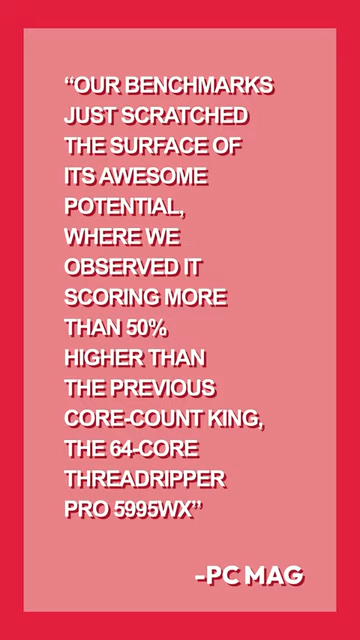 “OUR BENCHMARKS
JUST SCRATCHED
THE SURFACE OF
ITS AWESOME
POTENTIAL,
WHERE WE
OBSERVED IT
SCORING MORE
THAN 50%
HIGHER THAN
THE PREVIOUS
CORE-COUNT KING,
THE 64-CORE
THREADRIPPER
PRO 5995WX”
-PC MAG